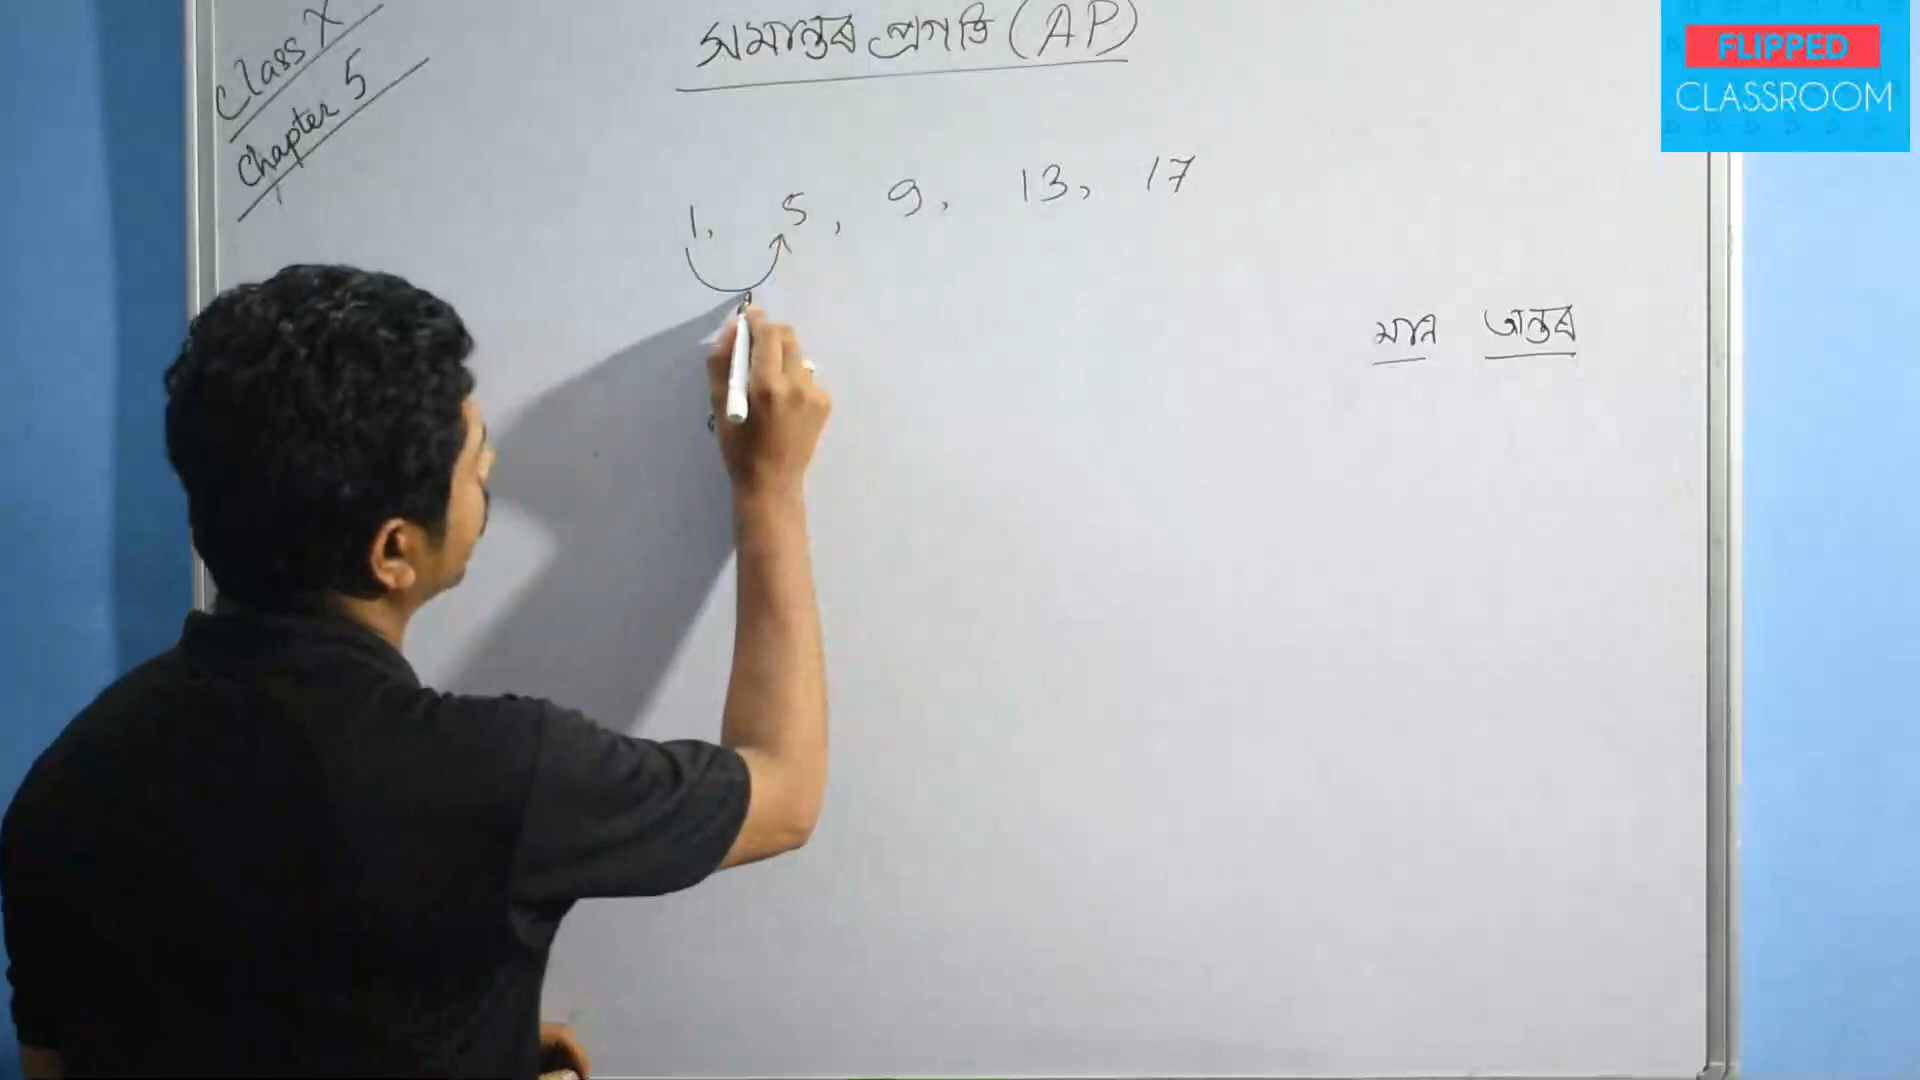 Class X
Chapter 5
সমান্তৰ প্ৰগতি (AP)
1, 5, 9, 13, 17
মান অন্তৰ
FLIPPED
CLASSROOM